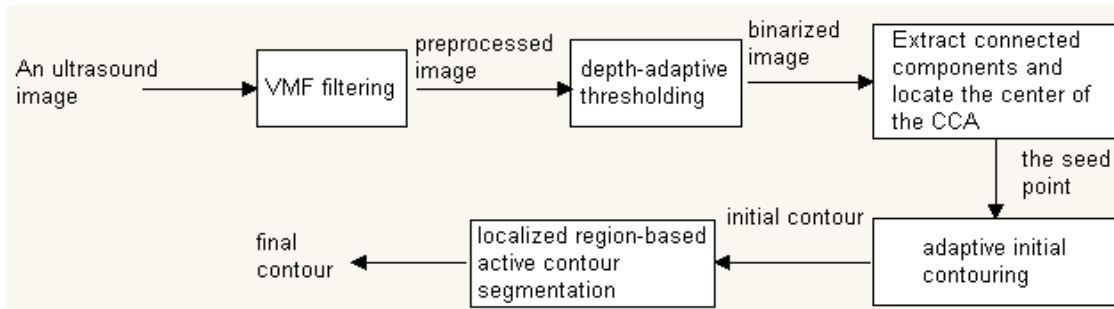 An ultrasound
image
VMF filtering
preprocessed
image
depth-adaptive
thresholding
binarized
image
Extract connected
components and
locate the center of
the CCA
the seed
point
adaptive initial
contouring
initial contour
localized region-based
active contour
segmentation
final
contour